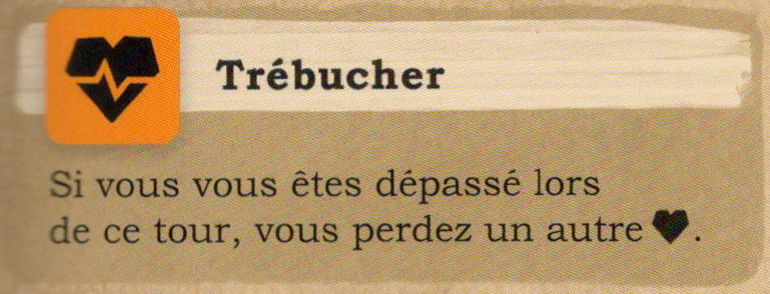 Trébucher
Si vous vous êtes dépassé lors
de ce tour, vous perdez un autre ♥.